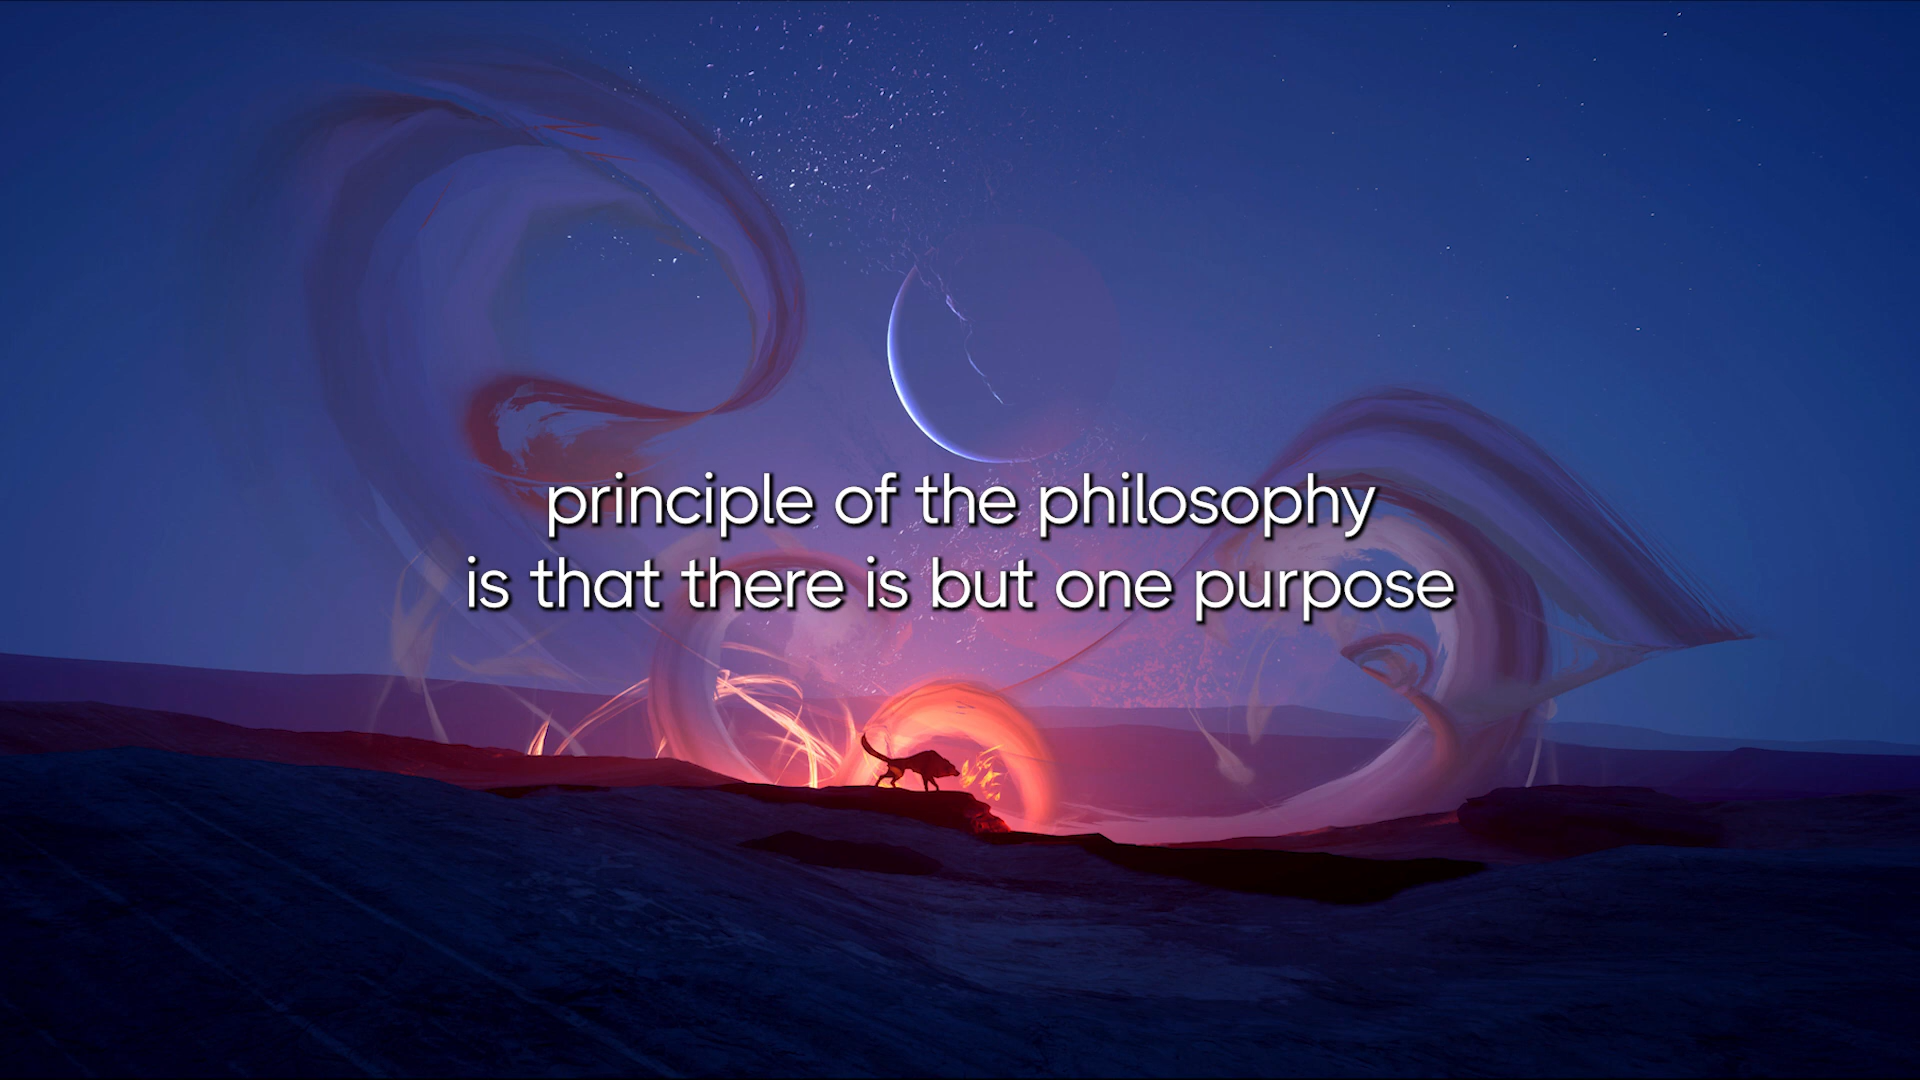 principle of the philosophy
is that there is but one purpose